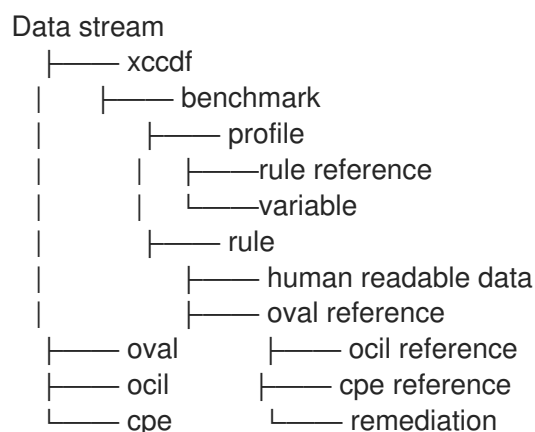 Data stream
├── xccdf
│ ├── benchmark
│ ├── profile
│ │ ├──rule reference
│ │ └──variable
│ ├── rule
│ ├── human readable data
│ ├── oval reference
├── oval ├── ocil reference
├── ocil ├── cpe reference
└── cpe └── remediation